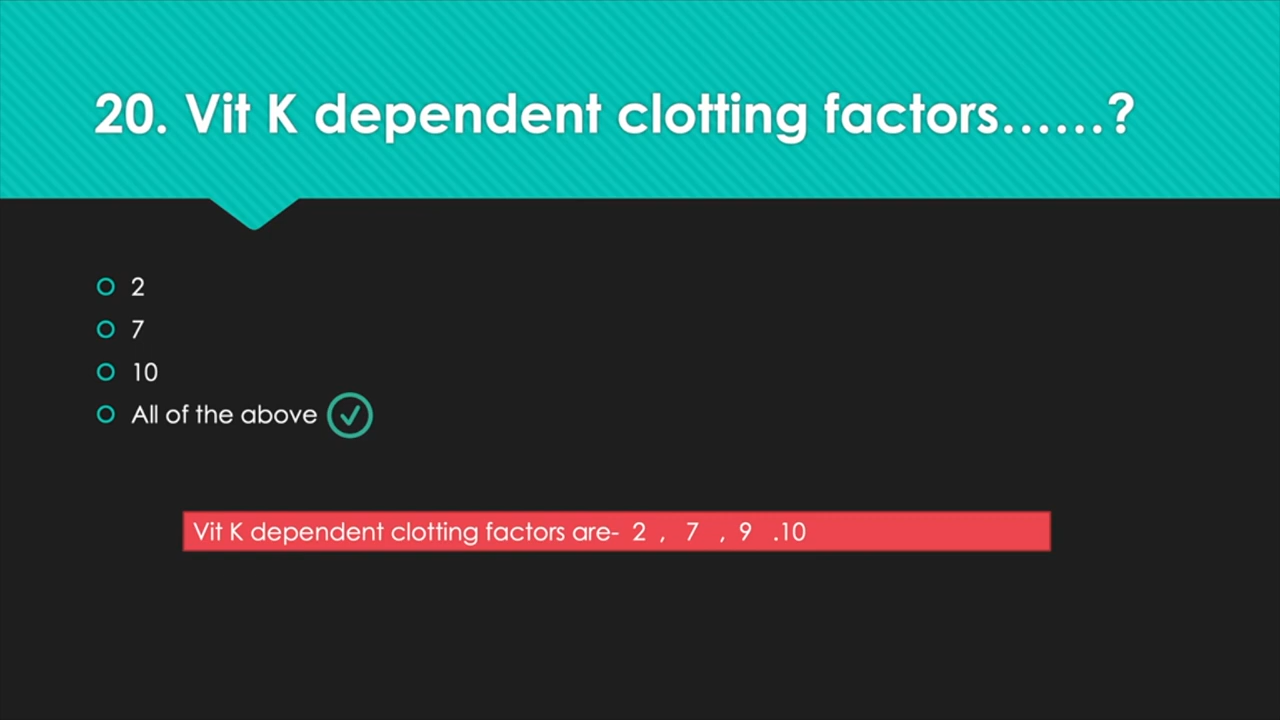 20. Vit K dependent clotting factors......?
2
7
10
All of the above
Vit K dependent clotting factors are- 2 , 7 , 9 .10